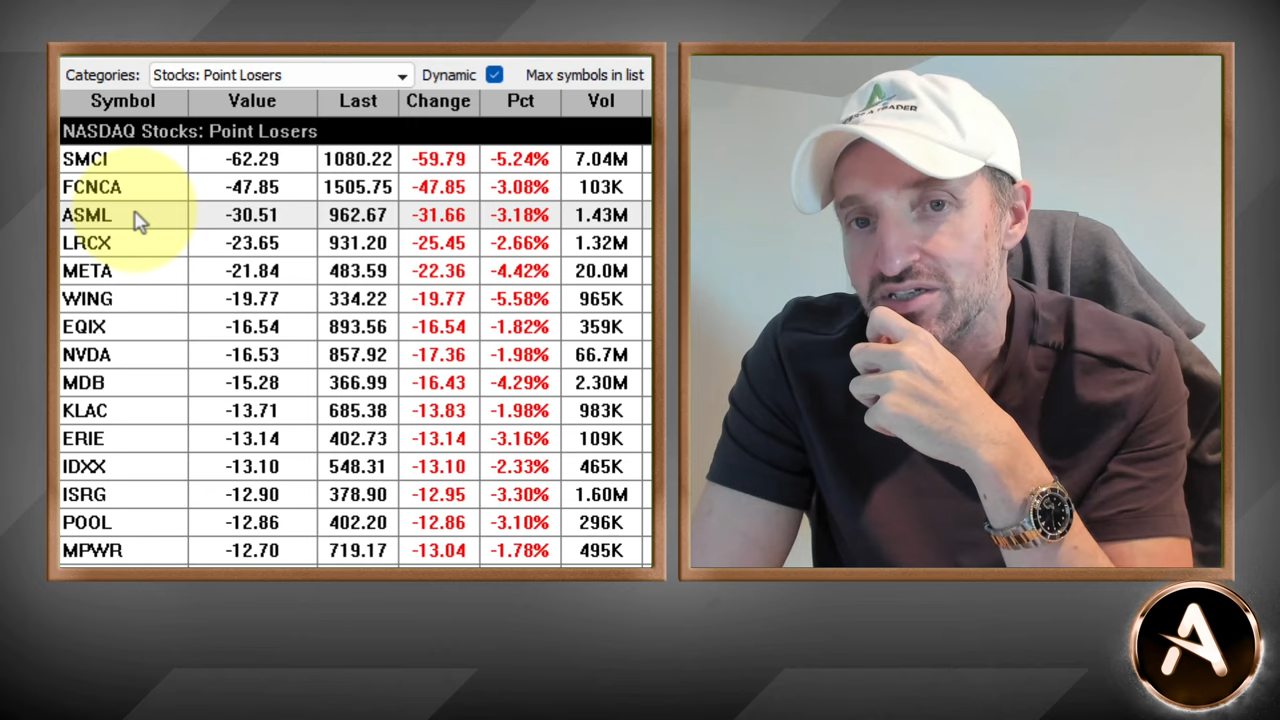 Categories: Stocks: Point Losers Dynamic Max symbols in list
Symbol Value Last Change Pct Vol
NASDAQ Stocks: Point Losers
SMCI -62.29 1080.22 -59.79 -5.24% 7.04M
FCNCA -47.85 1505.75 -47.85 -3.08% 103K
ASML -30.51 962.67 -31.66 -3.18% 1.43M
LRCX -23.65 931.20 -25.45 -2.66% 1.32M
META -21.84 483.59 -22.36 -4.42% 20.0M
WING -19.77 334.22 -19.77 -5.58% 965K
EQIX -16.54 893.56 -16.54 -1.82% 359K
NVDA -16.53 857.92 -17.36 -1.98% 66.7M
MDB -15.28 366.99 -16.43 -4.29% 2.30M
KLAC -13.71 685.38 -13.83 -1.98% 983K
ERIE -13.14 402.73 -13.14 -3.16% 109K
IDXX -13.10 548.31 -13.10 -2.33% 465K
ISRG -12.90 378.90 -12.95 -3.30% 1.60M
POOL -12.86 402.20 -12.86 -3.10% 296K
MPWR -12.70 719.17 -13.04 -1.78% 495K
TRADER
A